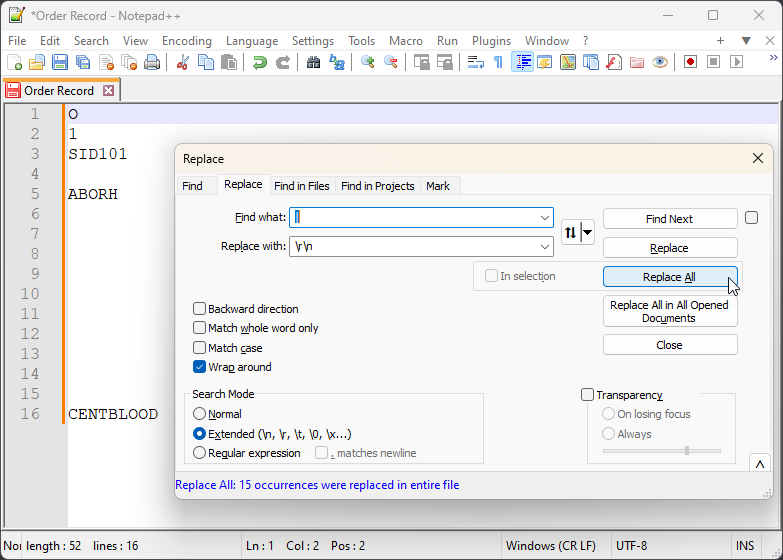 *Order Record - Notepad++
File Edit Search View Encoding Language Settings Tools Macro Run Plugins Window ? + ▼ X
Order Record
1 O
2 1
3 SID101
4
5 ABORH
6
7
8
9
10
11
12
13
14
15
16 CENTBLOOD
Replace
Find Replace Find in Files Find in Projects Mark
Find what: |
Find Next
Replace with: \r\n
Replace
In selection
Replace All
Replace All in All Opened
Documents
Close
Backward direction
Match whole word only
Match case
Wrap around
Search Mode
Normal
Extended (\n, \r, \t, \0, \x...)
Regular expression
. matches newline
Transparency
On losing focus
Always
Replace All: 15 occurrences were replaced in entire file
length : 52 lines : 16 Ln : 1 Col : 2 Pos : 2 Windows (CR LF) UTF-8 INS